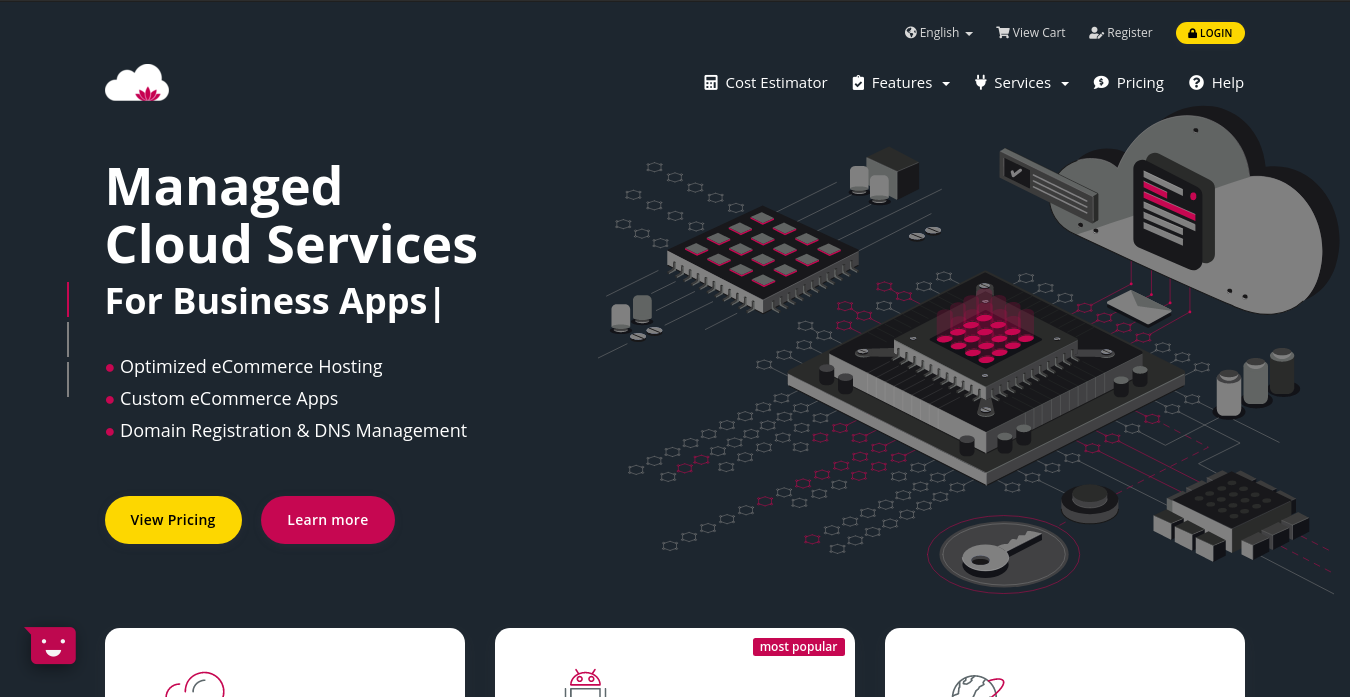 English
View Cart
Register
LOGIN
Cost Estimator
Features
Services
Pricing
Help
Managed
Cloud Services
For Business Apps|
Optimized eCommerce Hosting
Custom eCommerce Apps
Domain Registration & DNS Management
View Pricing
Learn more
most popular